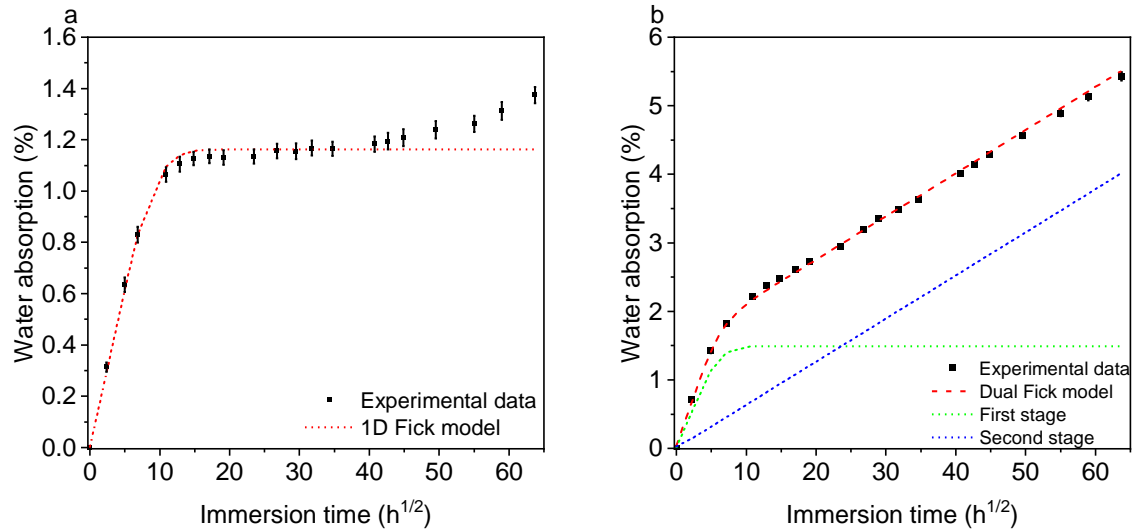 a
1.6
1.4
1.2
1.0
0.8
0.6
0.4
0.2
0.0
Water absorption (%)
0 10 20 30 40 50 60
Immersion time (h^1/2)
Experimental data
1D Fick model
b
6
5
4
3
2
1
0
Water absorption (%)
0 10 20 30 40 50 60
Immersion time (h^1/2)
Experimental data
Dual Fick model
First stage
Second stage